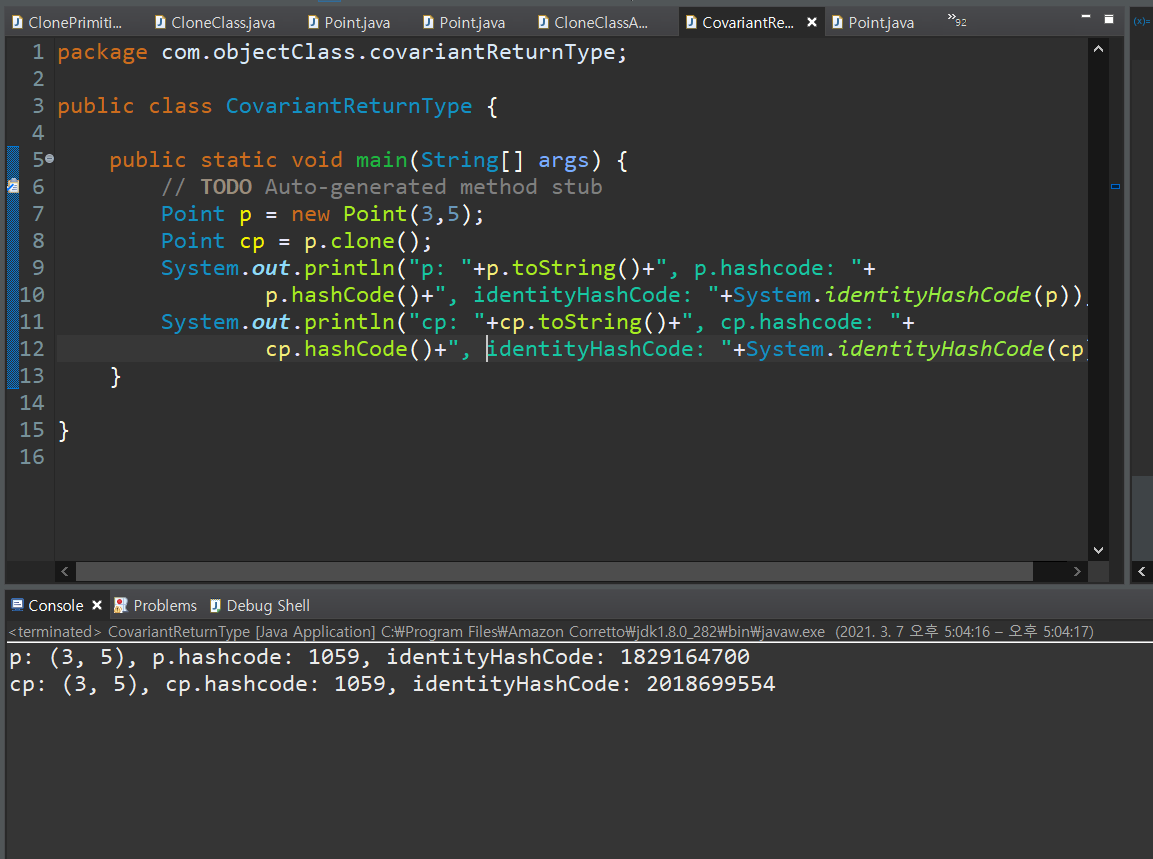 ClonePrimiti... CloneClass.java Point.java Point.java CloneClassA... CovariantRe... Point.java »92
(x)=
1 package com.objectClass.covariantReturnType;
2
3 public class CovariantReturnType {
4
5 public static void main(String[] args) {
6 // TODO Auto-generated method stub
7 Point p = new Point(3,5);
8 Point cp = p.clone();
9 System.out.println("p: "+p.toString()+", p.hashcode: "+
10 p.hashCode()+", identityHashCode: "+System.identityHashCode(p));
11 System.out.println("cp: "+cp.toString()+", cp.hashcode: "+
12 cp.hashCode()+", identityHashCode: "+System.identityHashCode(cp)
13 }
14
15 }
16
Console Problems Debug Shell
<terminated> CovariantReturnType [Java Application] C:₩Program Files₩Amazon Corretto₩jdk1.8.0_282₩bin₩javaw.exe (2021. 3. 7 오후 5:04:16 – 오후 5:04:17)
p: (3, 5), p.hashcode: 1059, identityHashCode: 1829164700
cp: (3, 5), cp.hashcode: 1059, identityHashCode: 2018699554